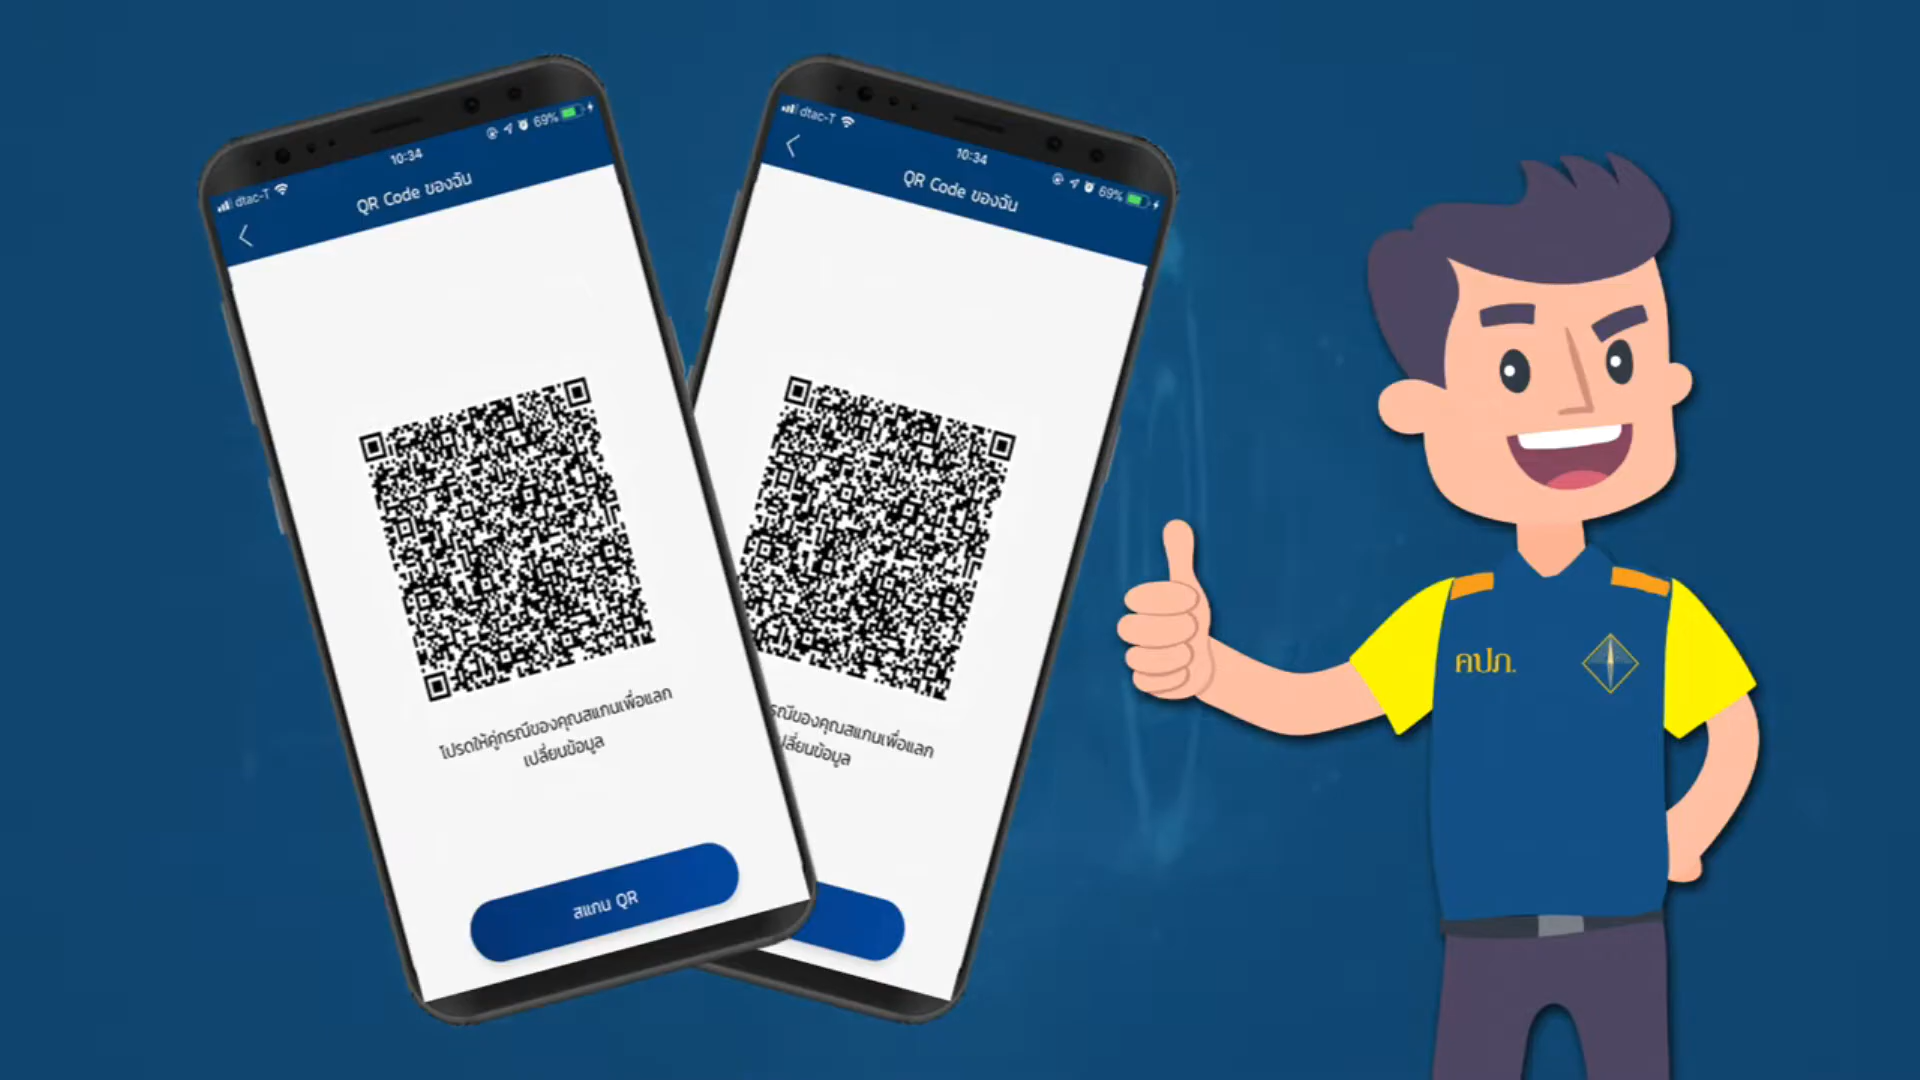 dtac-T
10:34
69%
QR Code ของฉัน
โปรดให้คู่กรณีของคุณสแกนเพื่อแลก
เปลี่ยนข้อมูล
สแกน QR
dtac-T
10:34
69%
QR Code ของฉัน
รณีของคุณสแกนเพื่อแลก
ปลี่ยนข้อมูล
คปภ.